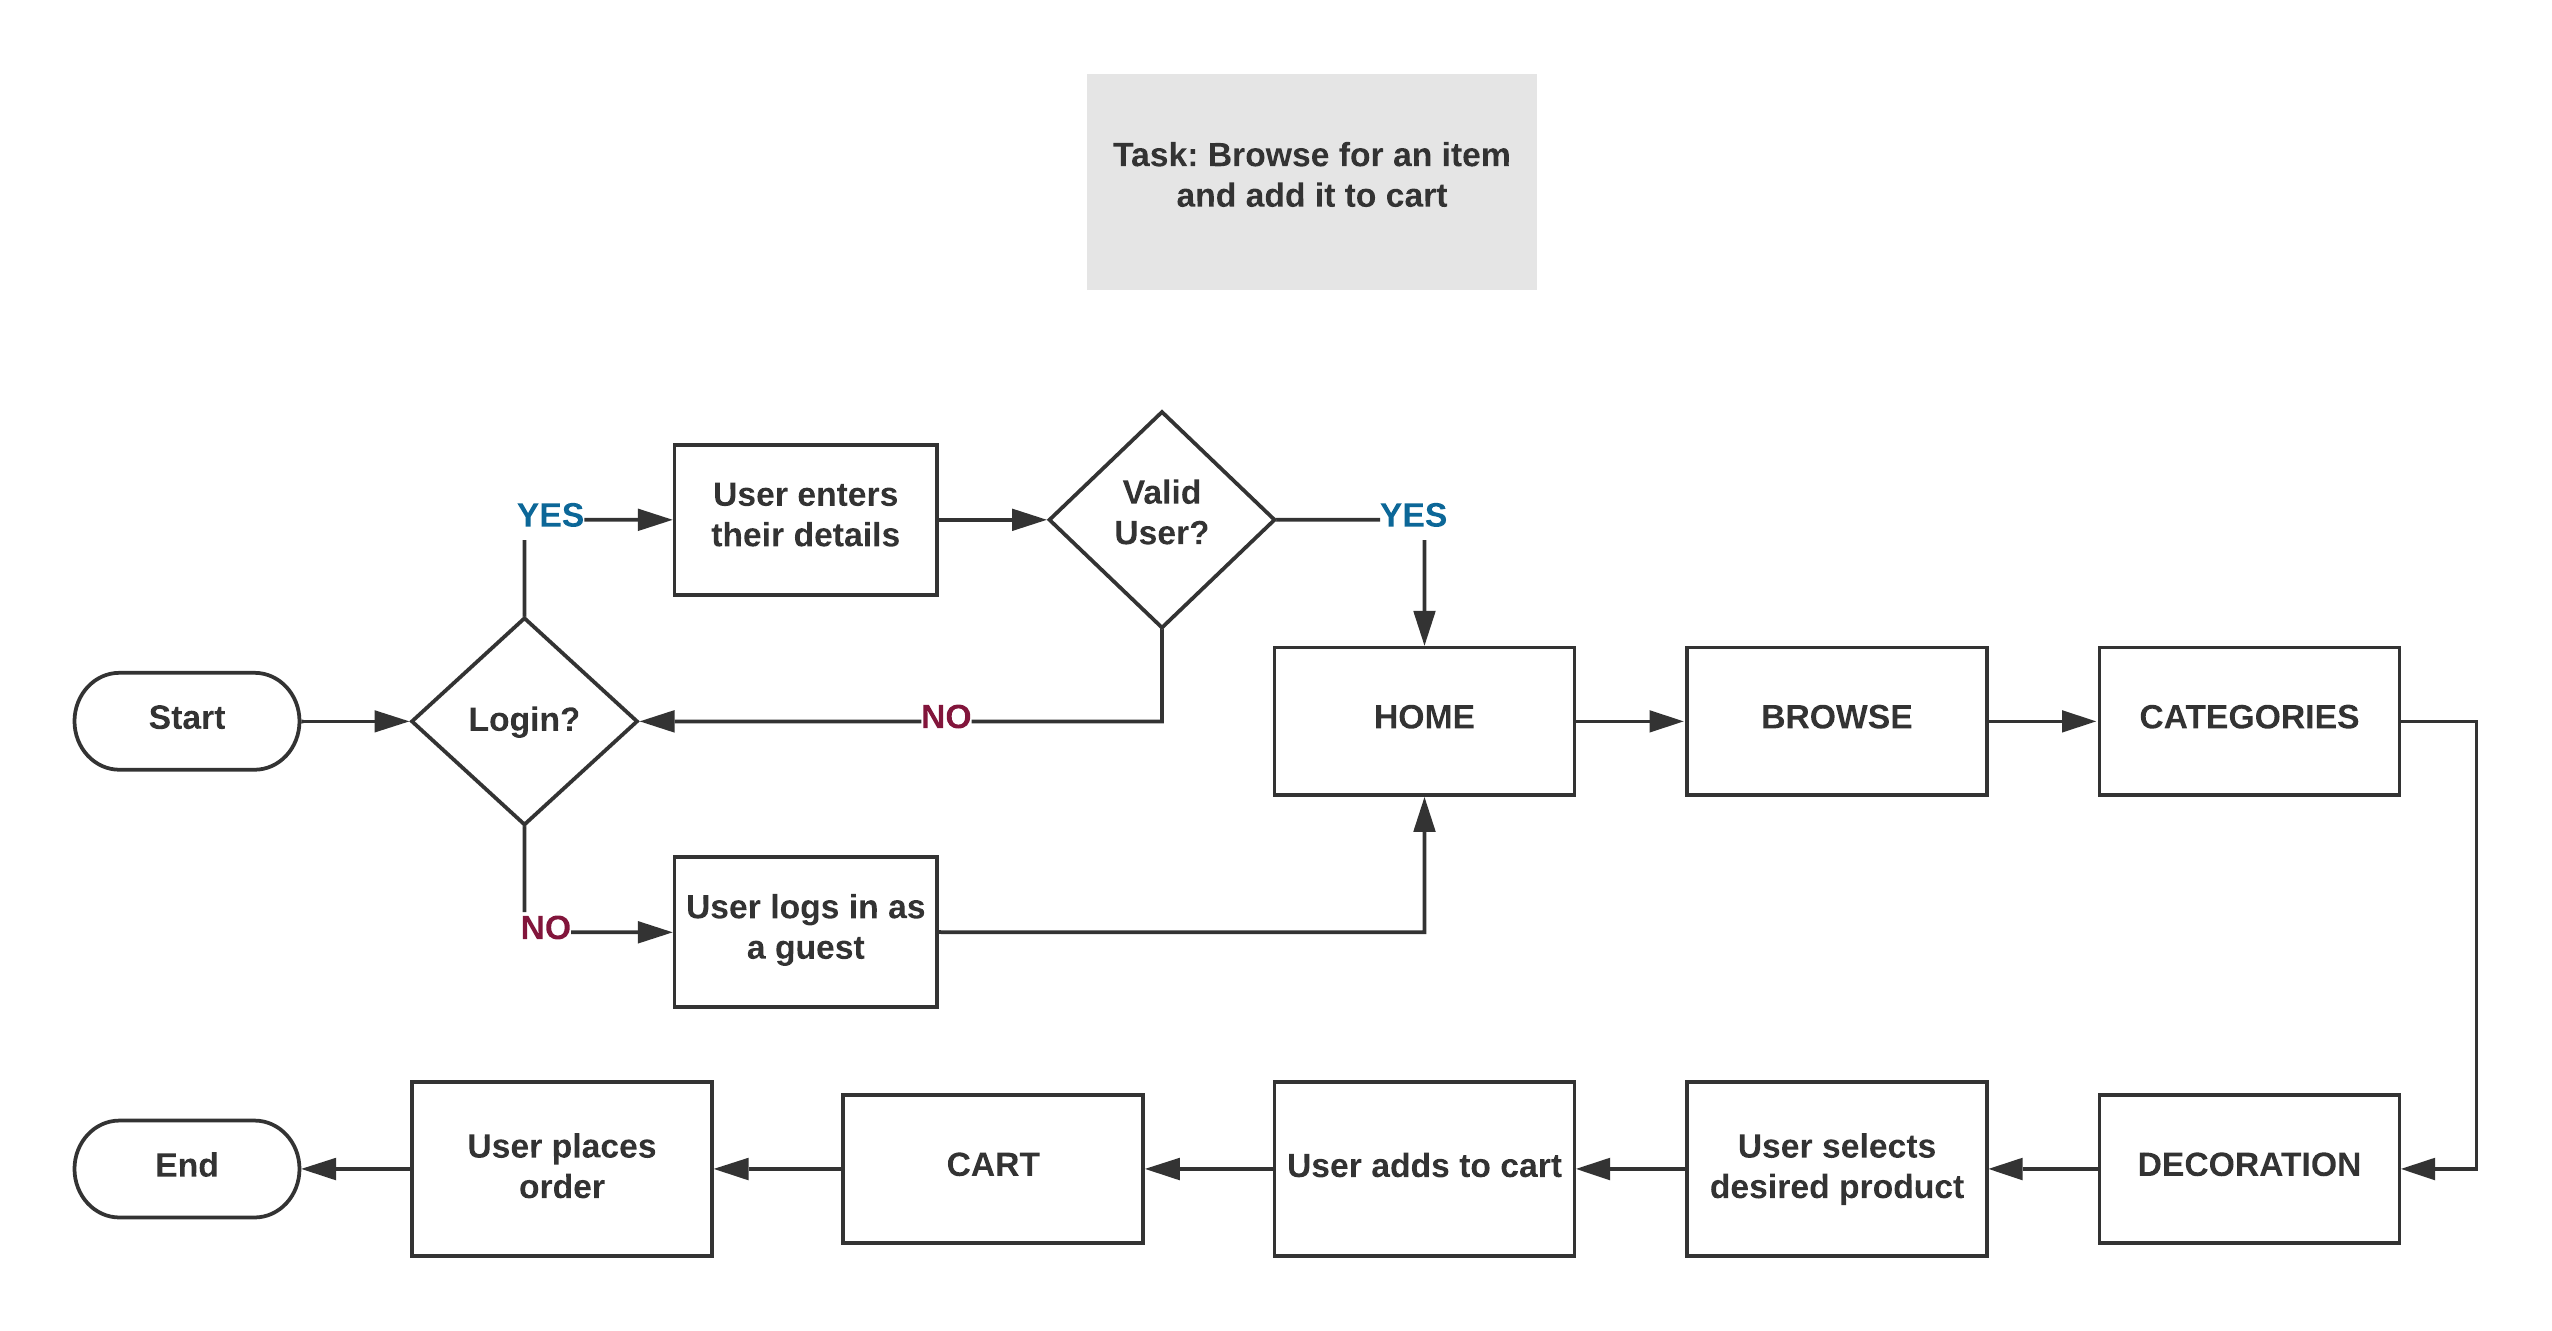 Task: Browse for an item
and add it to cart
YES
User enters
their details
Valid
User?
YES
Start
Login?
NO
HOME
BROWSE
CATEGORIES
NO
User logs in as
a guest
End
User places
order
CART
User adds to cart
User selects
desired product
DECORATION